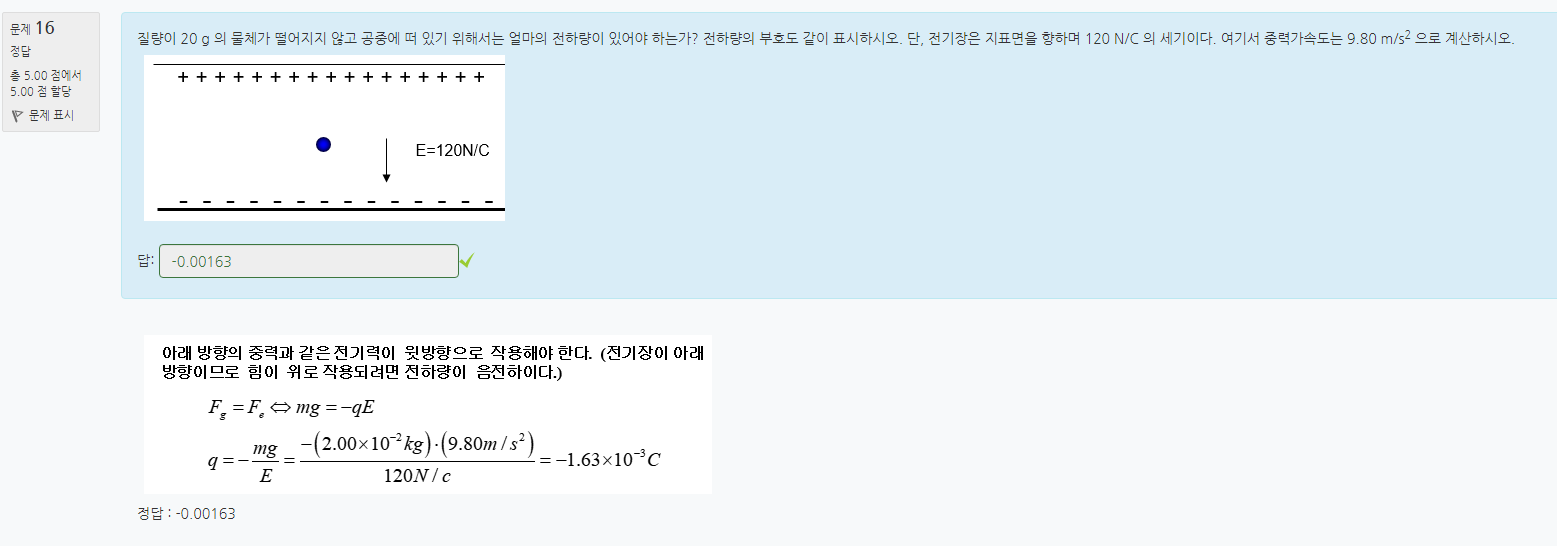 문제 16
정답
총 5.00 점에서
5.00 점 할당
문제 표시
질량이 20 g 의 물체가 떨어지지 않고 공중에 떠 있기 위해서는 얼마의 전하량이 있어야 하는가? 전하량의 부호도 같이 표시하시오. 단, 전기장은 지표면을 향하며 120 N/C 의 세기이다. 여기서 중력가속도는 9.80 m/s² 으로 계산하시오.
+ + + + + + + + + + + + + + + + +
E=120N/C
- - - - - - - - - - - - - -
답: -0.00163
아래 방향의 중력과 같은 전기력이 윗방향으로 작용해야 한다. (전기장이 아래
방향이므로 힘이 위로 작용되려면 전하량이 음전하이다.)
F_g = F_e ⇔ mg = −qE
q = − mg/E = −(2.00×10⁻² kg)·(9.80m / s²) / 120N / c = −1.63×10⁻³ C
정답 : -0.00163